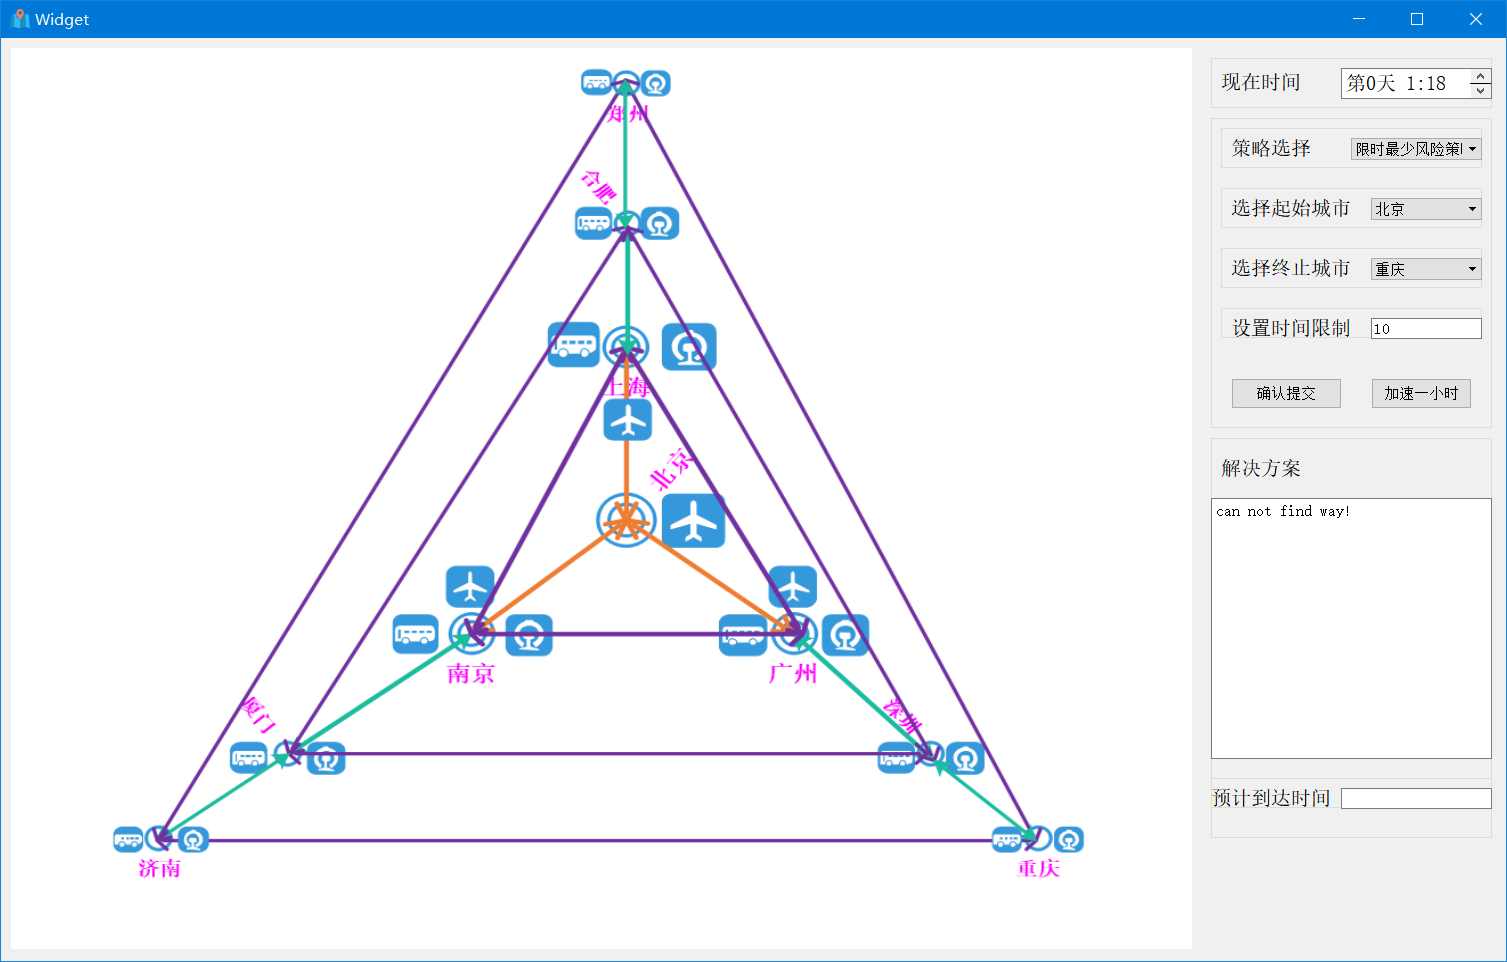 Widget
郑州
合肥
上海
北京
南京
广州
厦门
深圳
济南
重庆
现在时间
第0天 1:18
策略选择
限时最少风险策
选择起始城市
北京
选择终止城市
重庆
设置时间限制
10
确认提交
加速一小时
解决方案
can not find way!
预计到达时间